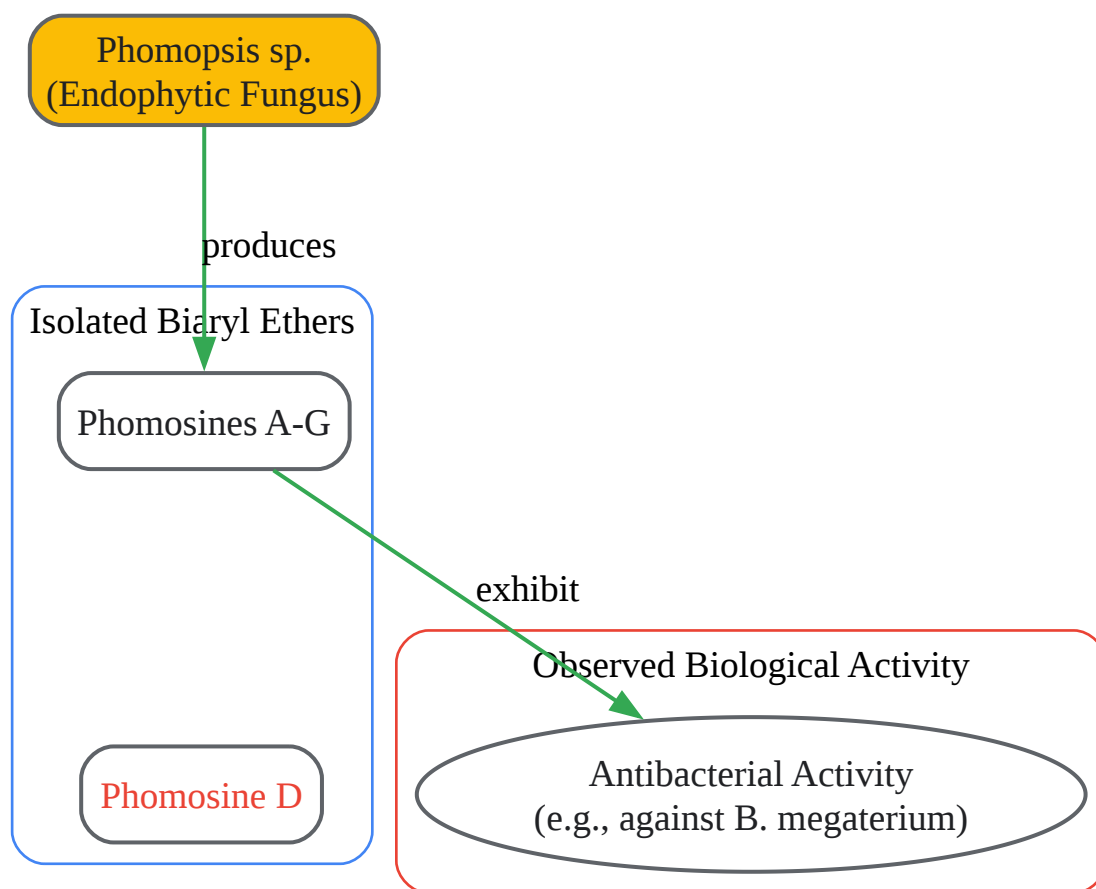 Phomopsis sp.
(Endophytic Fungus)
produces
Isolated Biaryl Ethers
Phomosines A-G
exhibit
Observed Biological Activity
Phomosine D
Antibacterial Activity
(e.g., against B. megaterium)